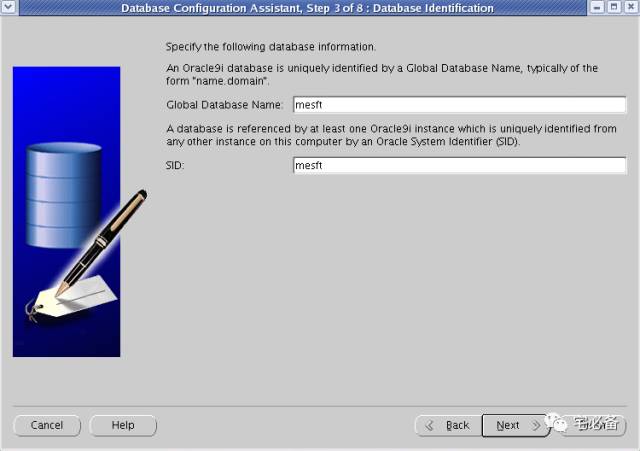 Database Configuration Assistant, Step 3 of 8 : Database Identification
Specify the following database information.
An Oracle9i database is uniquely identified by a Global Database Name, typically of the
form "name.domain".
Global Database Name: mesft
A database is referenced by at least one Oracle9i instance which is uniquely identified from
any other instance on this computer by an Oracle System Identifier (SID).
SID: mesft
Cancel Help Back Next
宅必备